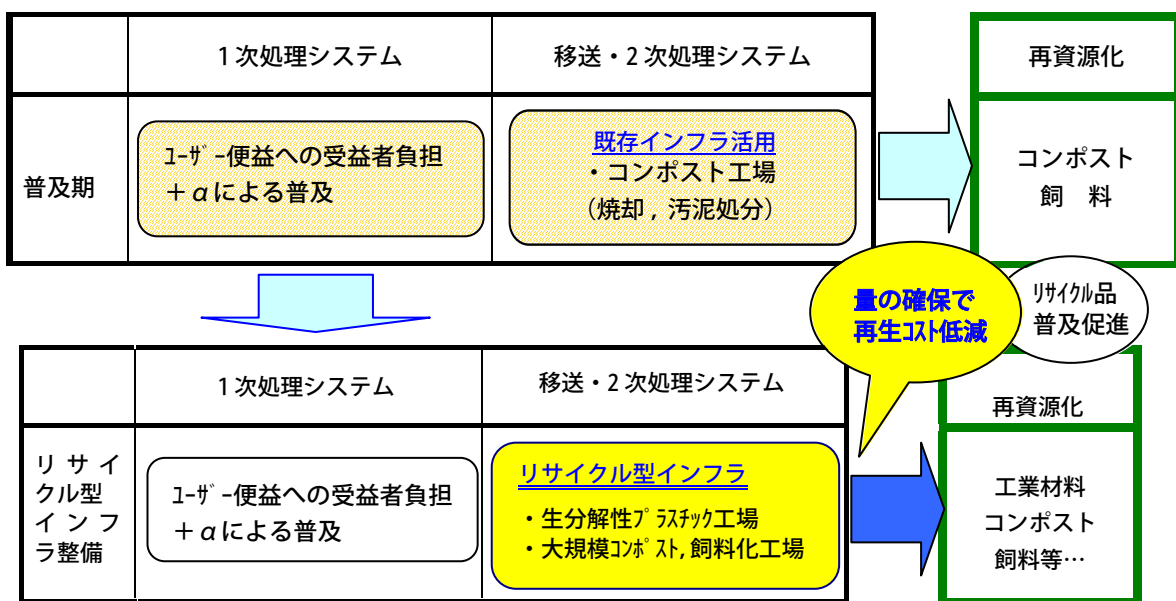 1次処理システム
移送・2次処理システム
再資源化
普及期
ﾕｰｻﾞｰ便益への受益者負担
＋αによる普及
既存インフラ活用
・コンポスト工場
（焼却，汚泥処分）
コンポスト
飼　料
量の確保で
再生ｺｽﾄ低減
ﾘｻｲｸﾙ品
普及促進
1次処理システム
移送・2次処理システム
再資源化
リ サ イ
クル型
イ ン フ
ラ整備
ﾕｰｻﾞｰ便益への受益者負担
＋αによる普及
リサイクル型インフラ
・生分解性ﾌﾟﾗｽﾁｯｸ工場
・大規模ｺﾝﾎﾟｽﾄ，飼料化工場
工業材料
コンポスト
飼料等…